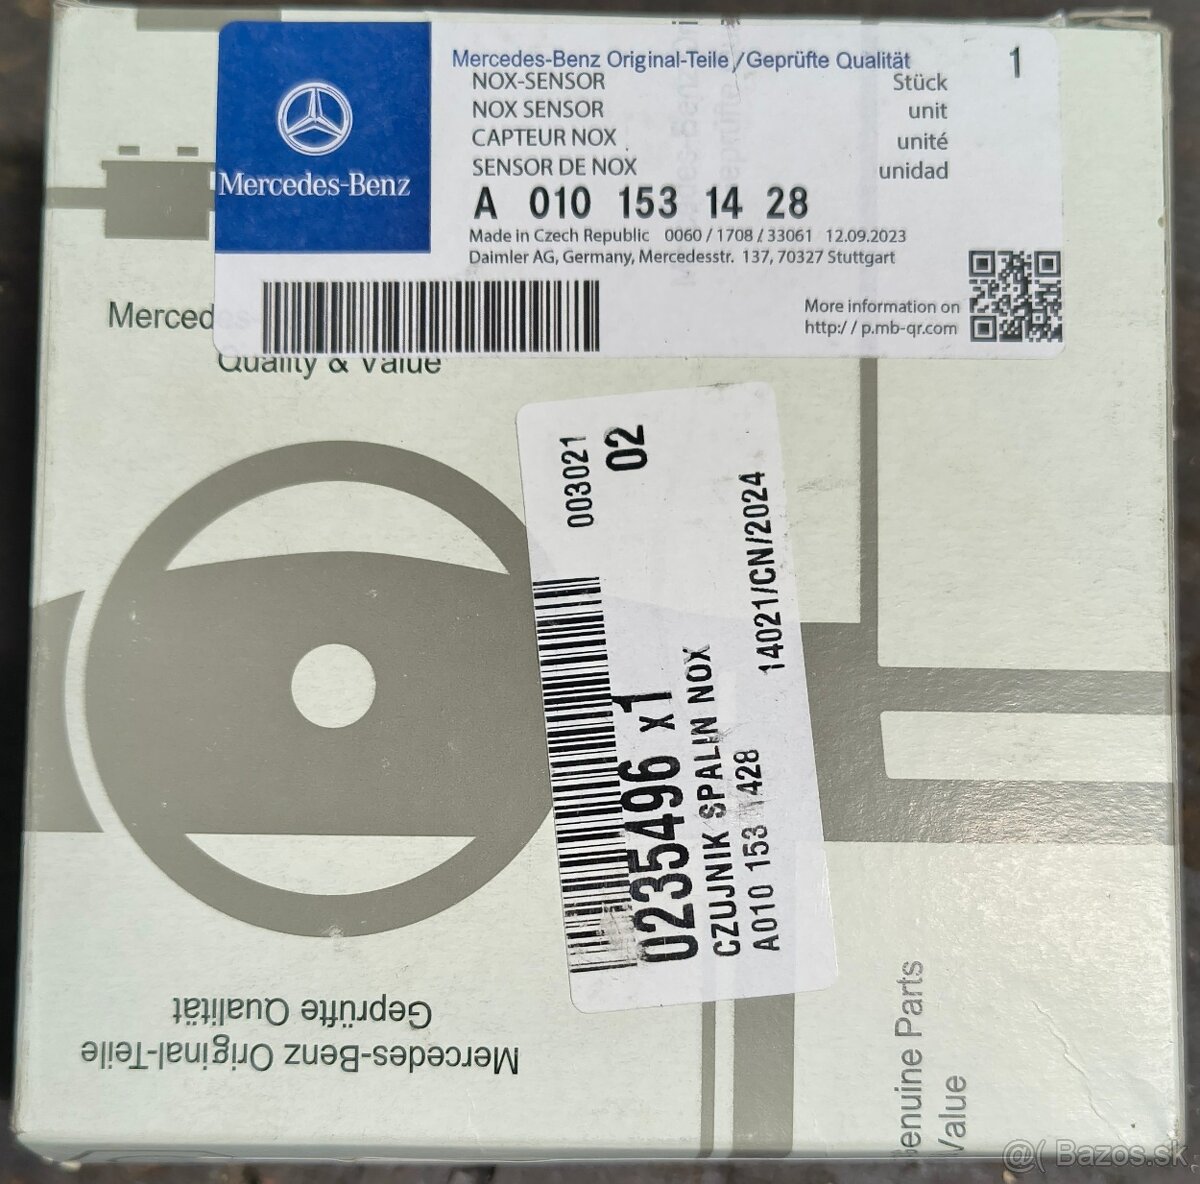 Mercedes-Benz
Mercedes-Benz Original-Teile/Geprüfte Qualität
1
NOX-SENSOR Stück
NOX SENSOR unit
CAPTEUR NOX unité
SENSOR DE NOX unidad
A 010 153 14 28
Made in Czech Republic 0060 / 1708 / 33061 12.09.2023
Daimler AG, Germany, Mercedesstr. 137, 70327 Stuttgart
More information on
http:// p.mb-qr.com
Quality & Value
003021
02
0235496 x1
CZUJNIK SPALIN NOX
A010 153 1428
14021/CN/2024
Mercedes-Benz Original-Teile
Geprüfte Qualität
Parts
Value
@( Bazos.sk